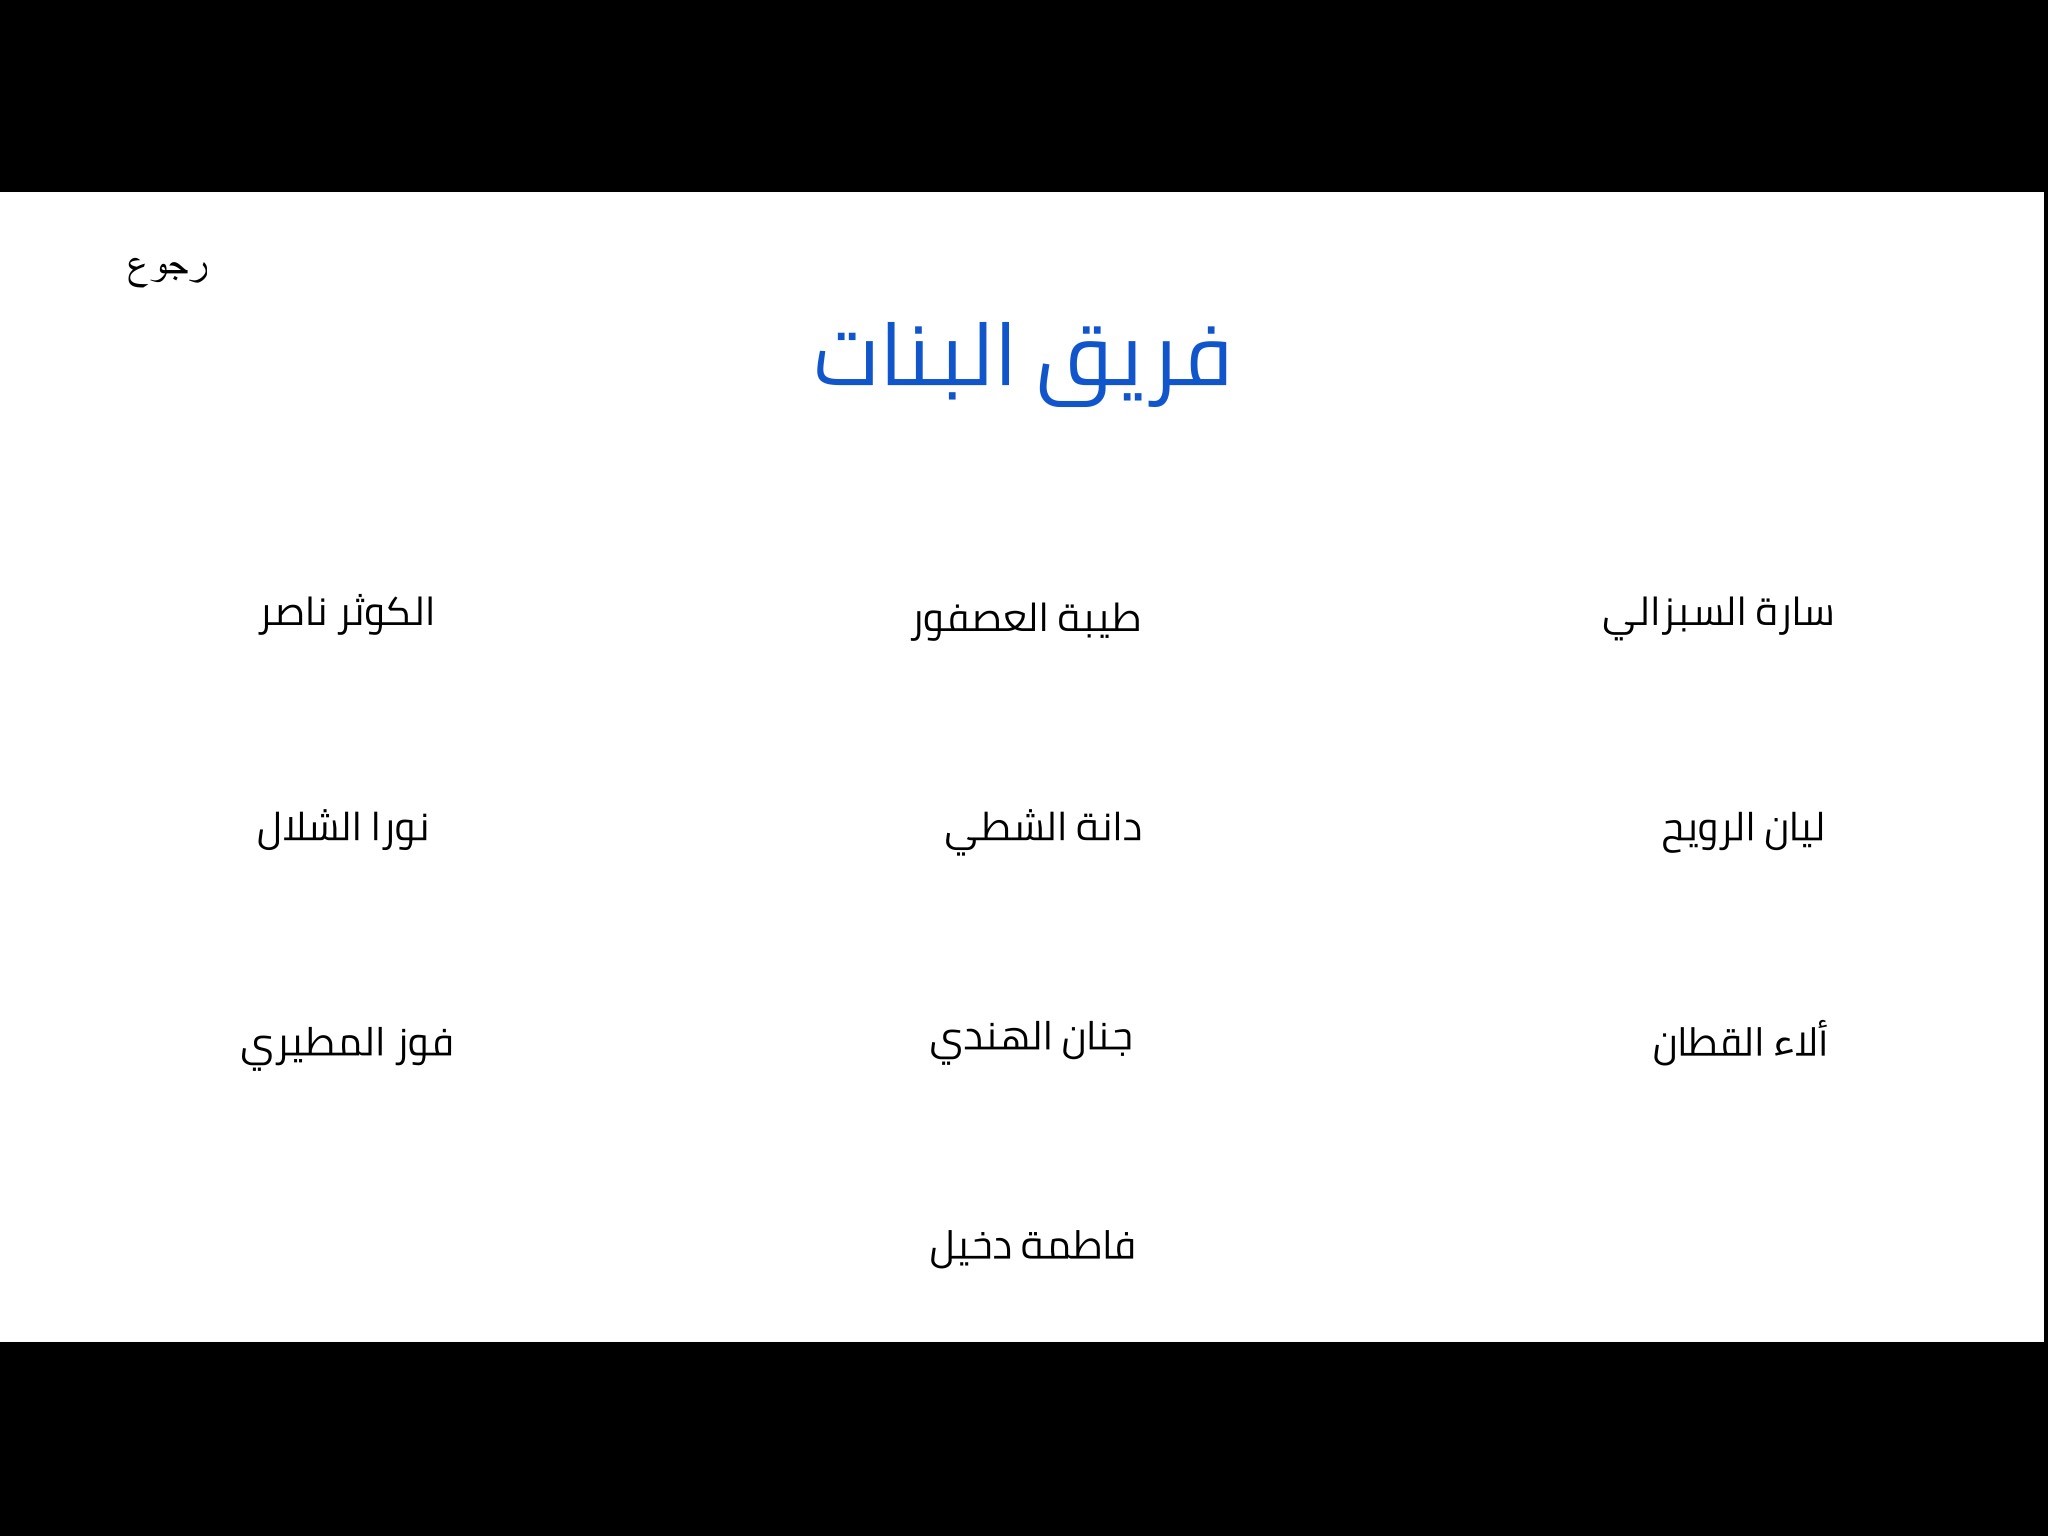 رجوع
فريق البنات
سارة السبزالي
طيبة العصفور
الكوثر ناصر
ليان الرويح
دانة الشطي
نورا الشلال
ألاء القطان
جنان الهندي
فوز المطيري
فاطمة دخيل